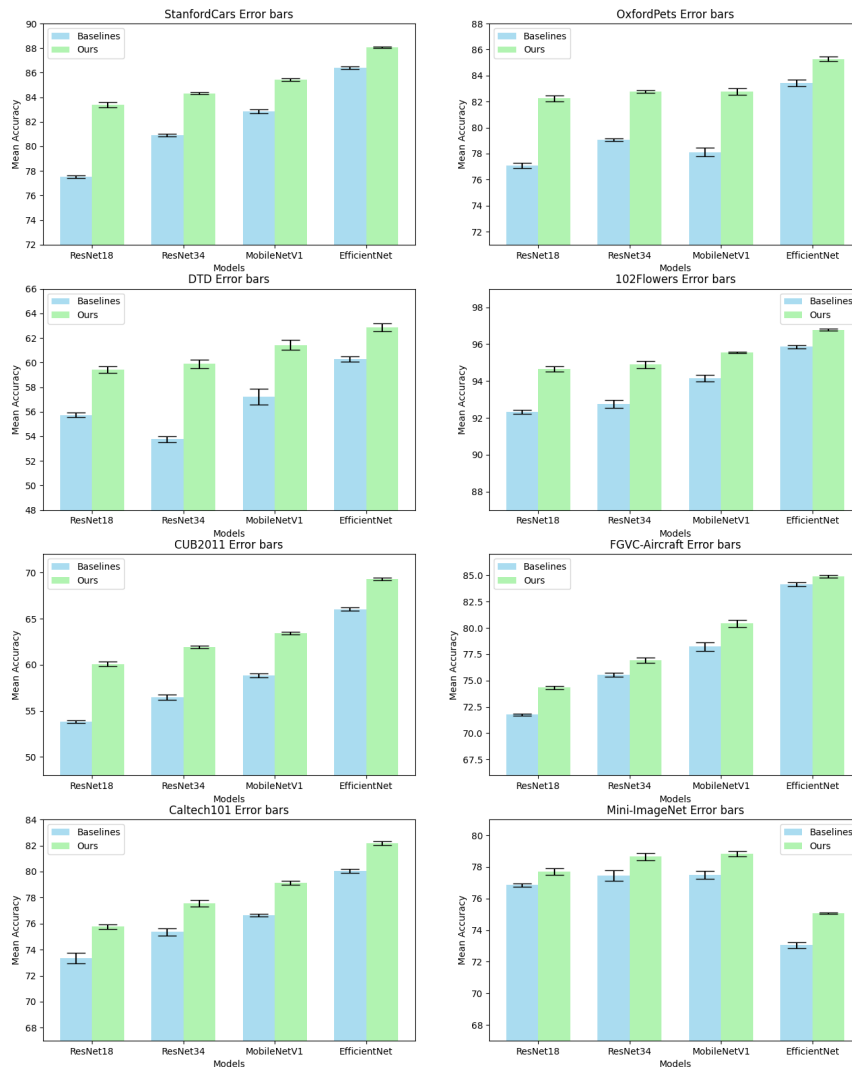 StanfordCars Error bars
Mean Accuracy
90
88
86
84
82
80
78
76
74
72
Baselines
Ours
ResNet18 ResNet34 MobileNetV1 EfficientNet
Models
OxfordPets Error bars
Mean Accuracy
88
86
84
82
80
78
76
74
72
Baselines
Ours
ResNet18 ResNet34 MobileNetV1 EfficientNet
Models
DTD Error bars
Mean Accuracy
66
64
62
60
58
56
54
52
50
48
Baselines
Ours
ResNet18 ResNet34 MobileNetV1 EfficientNet
Models
102Flowers Error bars
Mean Accuracy
98
96
94
92
90
88
Baselines
Ours
ResNet18 ResNet34 MobileNetV1 EfficientNet
Models
CUB2011 Error bars
Mean Accuracy
70
65
60
55
50
Baselines
Ours
ResNet18 ResNet34 MobileNetV1 EfficientNet
Models
FGVC-Aircraft Error bars
Mean Accuracy
85.0
82.5
80.0
77.5
75.0
72.5
70.0
67.5
Baselines
Ours
ResNet18 ResNet34 MobileNetV1 EfficientNet
Models
Caltech101 Error bars
Mean Accuracy
84
82
80
78
76
74
72
70
68
Baselines
Ours
ResNet18 ResNet34 MobileNetV1 EfficientNet
Models
Mini-ImageNet Error bars
Mean Accuracy
80
78
76
74
72
70
68
Baselines
Ours
ResNet18 ResNet34 MobileNetV1 EfficientNet
Models